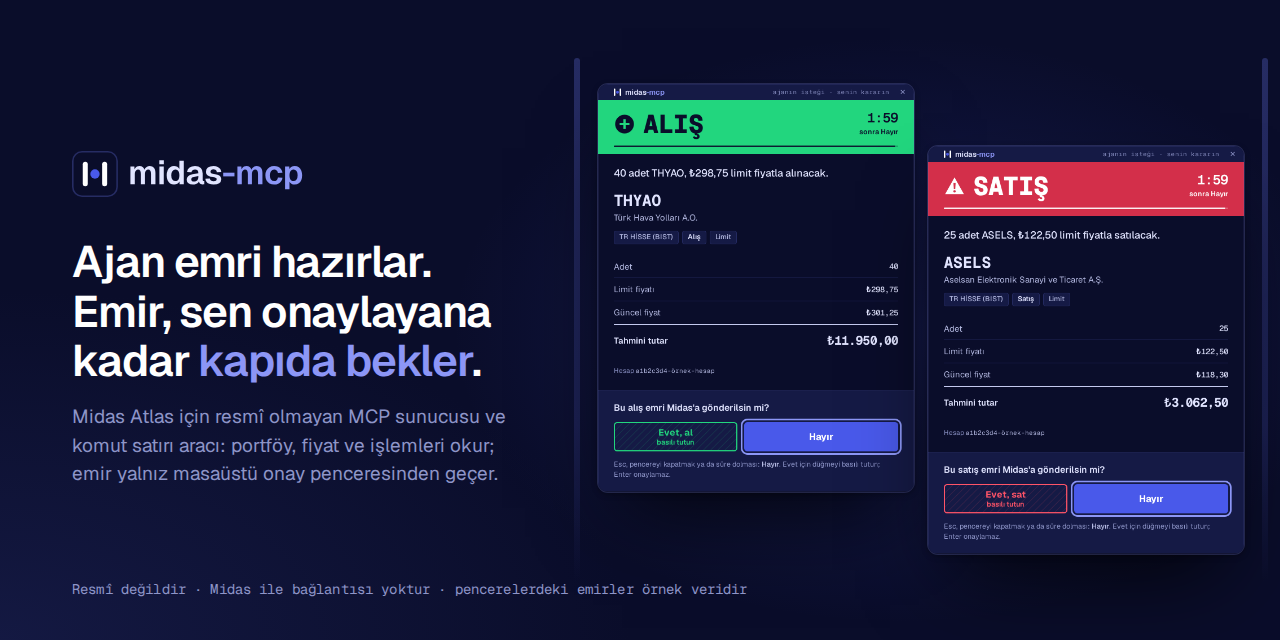 midas-mcp
Ajan emri hazırlar.
Emir, sen onaylayana
kadar kapıda bekler.
Midas Atlas için resmî olmayan MCP sunucusu ve
komut satırı aracı: portföy, fiyat ve işlemleri okur;
emir yalnız masaüstü onay penceresinden geçer.
midas-mcp
ajanın isteği · senin kararın ×
ALIŞ
1:59
sonra Hayır
40 adet THYAO, ₺298,75 limit fiyatla alınacak.
THYAO
Türk Hava Yolları A.O.
TR HİSSE (BIST) Alış Limit
Adet 40
Limit fiyatı ₺298,75
Güncel fiyat ₺301,25
Tahmini tutar ₺11.950,00
Hesap a1b2c3d4-örnek-hesap
Bu alış emri Midas'a gönderilsin mi?
Evet, al
basılı tutun
Hayır
Esc, pencereyi kapatmak ya da süre dolması: Hayır. Evet için düğmeyi basılı tutun;
Enter onaylamaz.
midas-mcp
ajanın isteği · senin kararın ×
SATIŞ
1:59
sonra Hayır
25 adet ASELS, ₺122,50 limit fiyatla satılacak.
ASELS
Aselsan Elektronik Sanayi ve Ticaret A.Ş.
TR HİSSE (BIST) Satış Limit
Adet 25
Limit fiyatı ₺122,50
Güncel fiyat ₺118,30
Tahmini tutar ₺3.062,50
Hesap a1b2c3d4-örnek-hesap
Bu satış emri Midas'a gönderilsin mi?
Evet, sat
basılı tutun
Hayır
Esc, pencereyi kapatmak ya da süre dolması: Hayır. Evet için düğmeyi basılı tutun;
Enter onaylamaz.
Resmî değildir · Midas ile bağlantısı yoktur · pencerelerdeki emirler örnek veridir